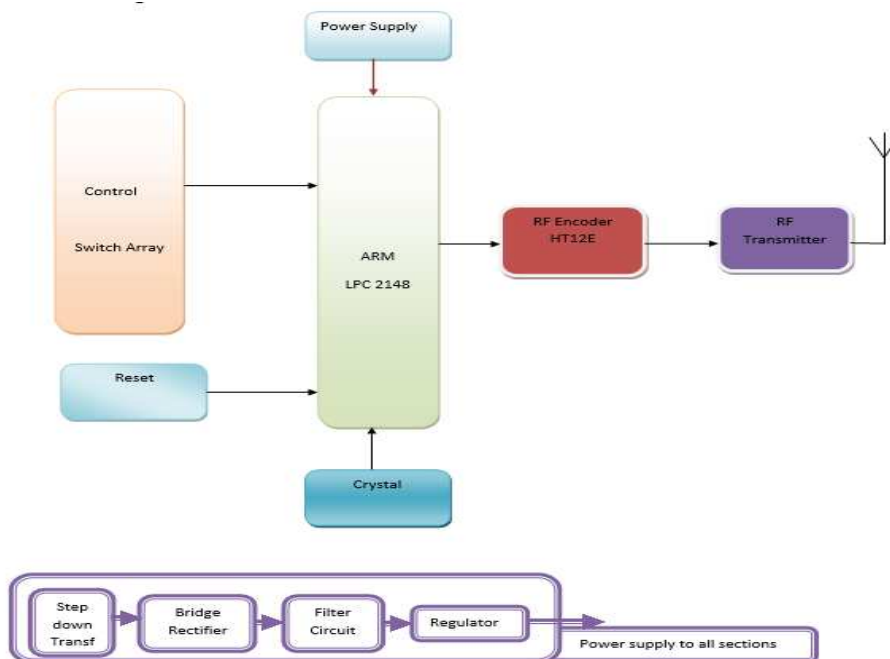 Power Supply
Control
Switch Array
ARM
LPC 2148
RF Encoder
HT12E
RF
Transmitter
Reset
Crystal
Step
down
Transf
Bridge
Rectifier
Filter
Circuit
Regulator
Power supply to all sections